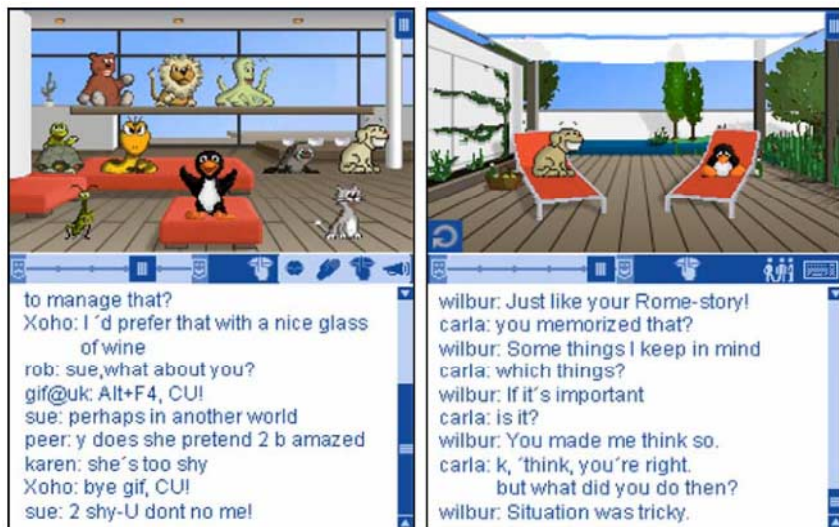 to manage that?
Xoho: I ´d prefer that with a nice glass
of wine
rob: sue,what about you?
gif@uk: Alt+F4, CU!
sue: perhaps in another world
peer: y does she pretend 2 b amazed
karen: she´s too shy
Xoho: bye gif, CU!
sue: 2 shy-U dont no me!
wilbur: Just like your Rome-story!
carla: you memorized that?
wilbur: Some things I keep in mind
carla: which things?
wilbur: If it´s important
carla: is it?
wilbur: You made me think so.
carla: k, ´think, you´re right.
but what did you do then?
wilbur: Situation was tricky.